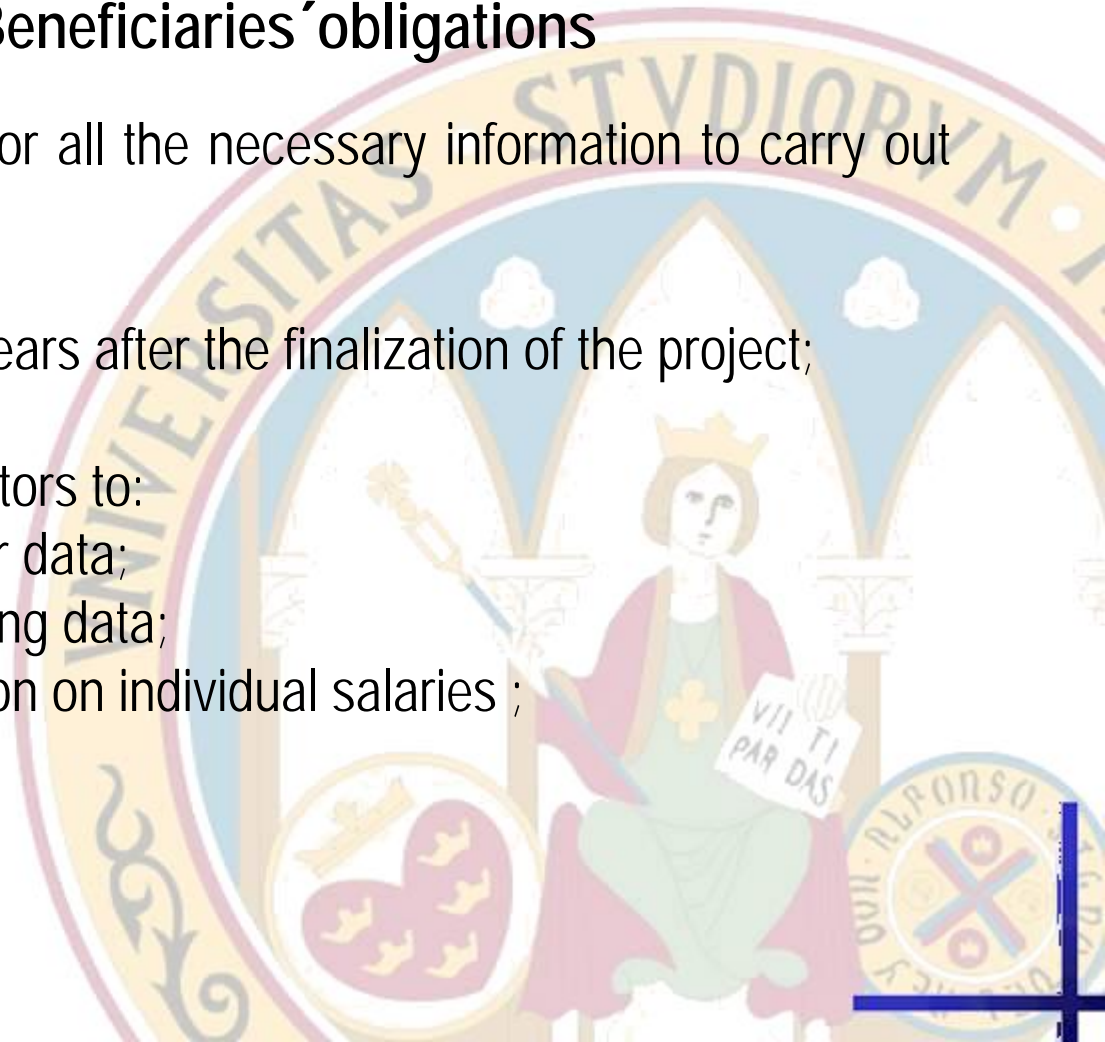 Beneficiaries´obligations
or all the necessary information to carry out
ears after the finalization of the project;
tors to:
r data;
ng data;
on on individual salaries ;
VNIVERSITAS STVDIORVM
VII TI
PAR DAS